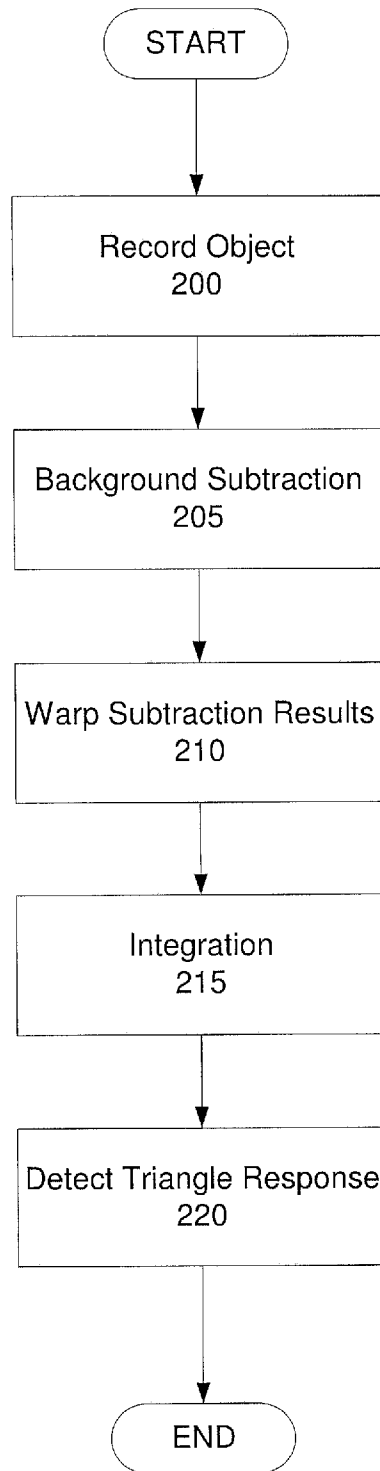 START
Record Object
200
Background Subtraction
205
Warp Subtraction Results
210
Integration
215
Detect Triangle Response
220
END